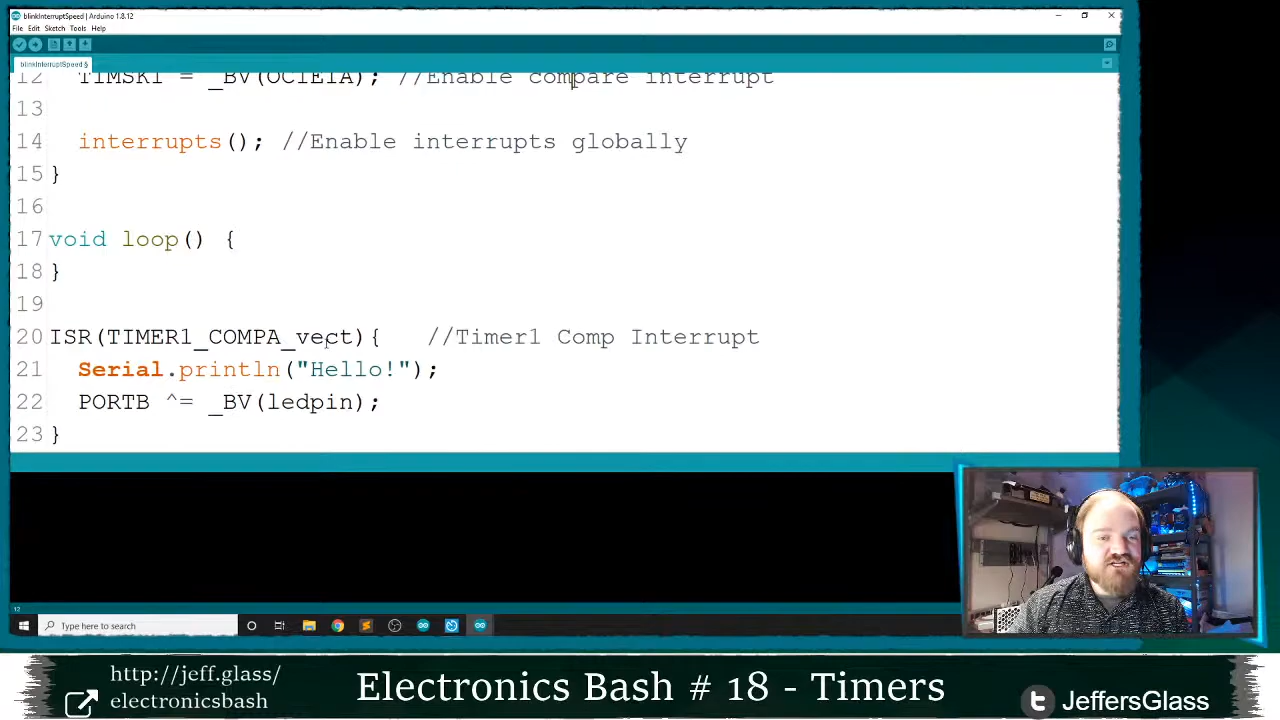 blinkInterruptSpeed | Arduino 1.8.12
File Edit Sketch Tools Help
blinkInterruptSpeed §
12 TIMSK1 = _BV(OCIE1A); //Enable compare interrupt
13
14 interrupts(); //Enable interrupts globally
15 }
16
17 void loop() {
18 }
19
20 ISR(TIMER1_COMPA_vect){ //Timer1 Comp Interrupt
21 Serial.println("Hello!");
22 PORTB ^= _BV(ledpin);
23 }
12
Type here to search
http://jeff.glass/
electronicsbash
Electronics Bash # 18 - Timers
JeffersGlass